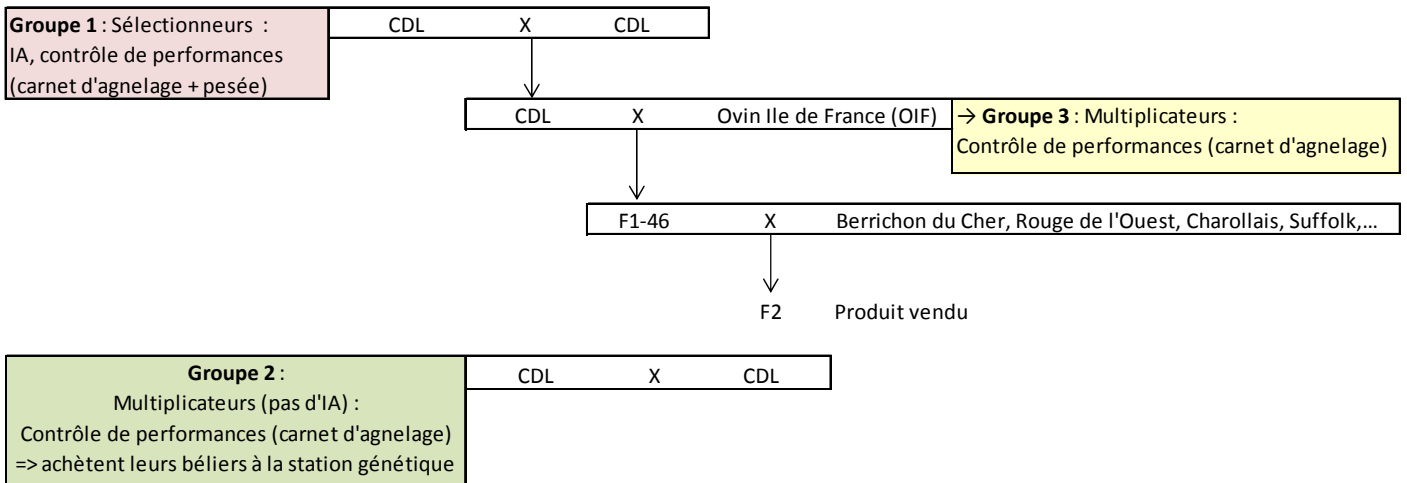 Groupe 1 : Sélectionneurs :
IA, contrôle de performances
(carnet d'agnelage + pesée)
CDL X CDL
CDL X Ovin Ile de France (OIF)
→ Groupe 3 : Multiplicateurs :
Contrôle de performances (carnet d'agnelage)
F1-46 X Berrichon du Cher, Rouge de l'Ouest, Charollais, Suffolk,...
F2 Produit vendu
Groupe 2 :
Multiplicateurs (pas d'IA) :
Contrôle de performances (carnet d'agnelage)
=> achètent leurs béliers à la station génétique
CDL X CDL